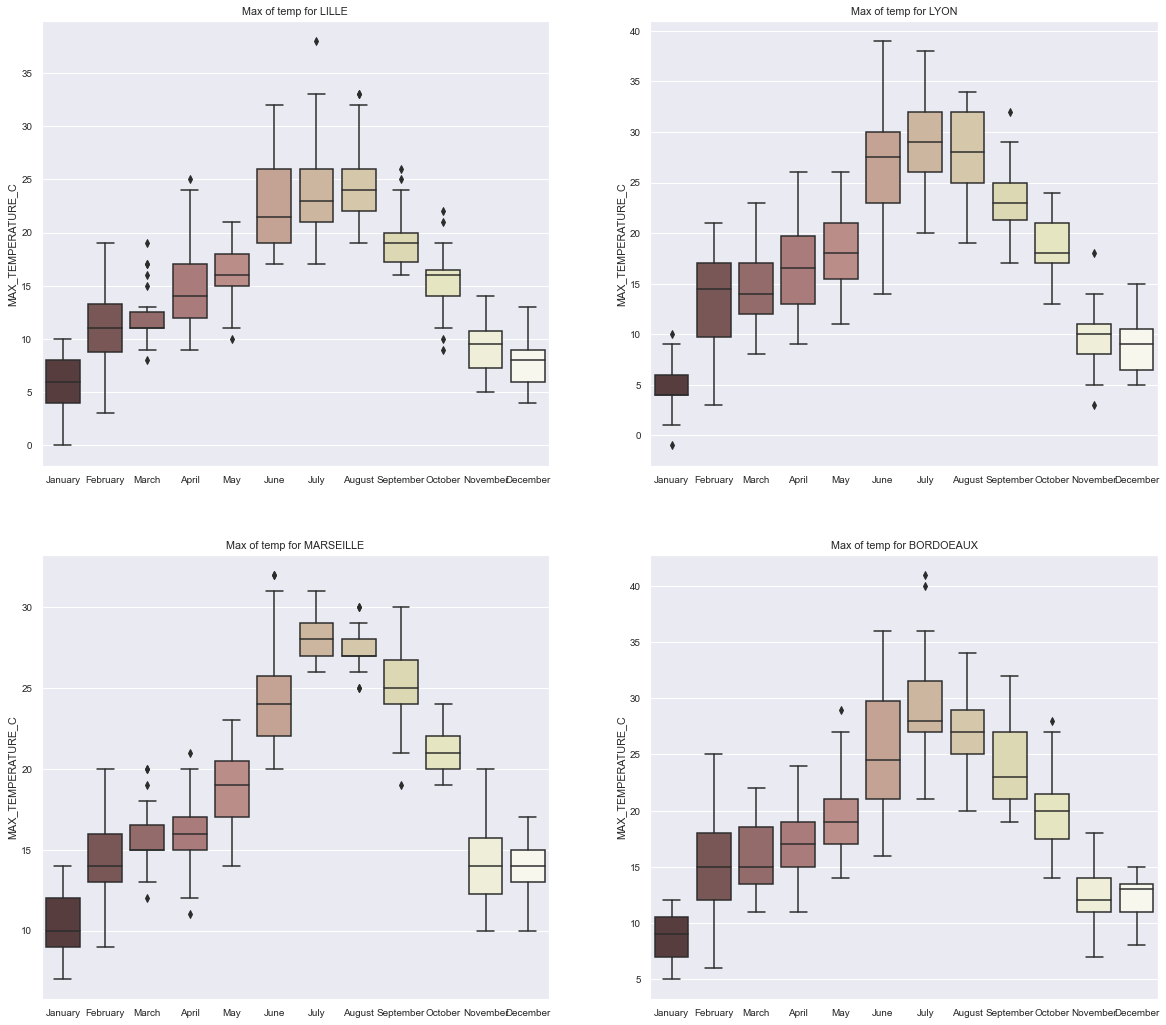 Max of temp for LILLE
MAX_TEMPERATURE_C
35
30
25
20
15
10
5
0
January February March April May June July August September October November December
Max of temp for LYON
MAX_TEMPERATURE_C
40
35
30
25
20
15
10
5
0
January February March April May June July August September October November December
Max of temp for MARSEILLE
MAX_TEMPERATURE_C
30
25
20
15
10
January February March April May June July August September October November December
Max of temp for BORDOEAUX
MAX_TEMPERATURE_C
40
35
30
25
20
15
10
5
January February March April May June July August September October November December